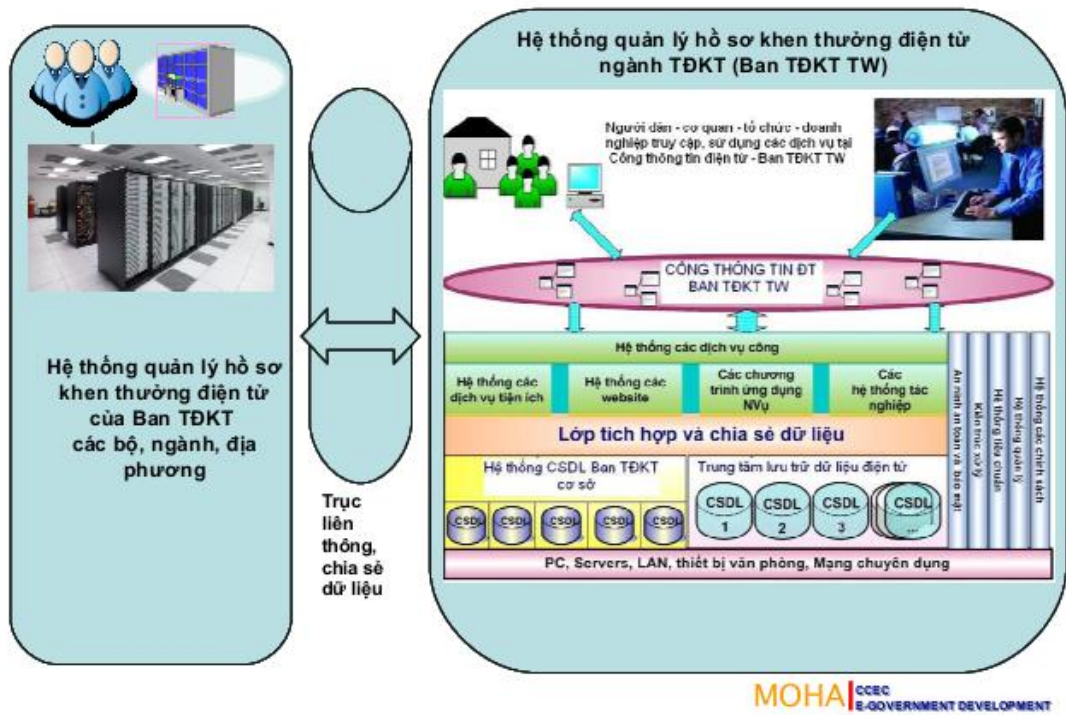 Hệ thống quản lý hồ sơ khen thưởng điện tử
ngành TĐKT (Ban TĐKT TW)
Người dân - cơ quan - tổ chức - doanh
nghiệp truy cập, sử dụng các dịch vụ tại
Cổng thông tin điện tử - Ban TĐKT TW
CỔNG THÔNG TIN ĐT
BAN TĐKT TW
Hệ thống các dịch vụ công
Hệ thống các
dịch vụ tiện ích
Hệ thống các
website
Các chương
trình ứng dụng
NVụ
Các
hệ thống tác
nghiệp
Lớp tích hợp và chia sẻ dữ liệu
Hệ thống CSDL Ban TĐKT
cơ sở
CSDL
CSDL
CSDL
CSDL
CSDL
Trung tâm lưu trữ dữ liệu điện tử
CSDL
1
CSDL
2
CSDL
3
CSDL
...
PC, Servers, LAN, thiết bị văn phòng, Mạng chuyên dụng
An ninh an toàn và bảo mật
Kiến trúc xử lý
Hệ thống tiêu chuẩn
Hệ thống quản lý
Hệ thống các chính sách
Hệ thống quản lý hồ sơ
khen thưởng điện tử
của Ban TĐKT
các bộ, ngành, địa
phương
Trục
liên
thông,
chia sẻ
dữ liệu
MOHA
CCEC
E-GOVERNMENT DEVELOPMENT